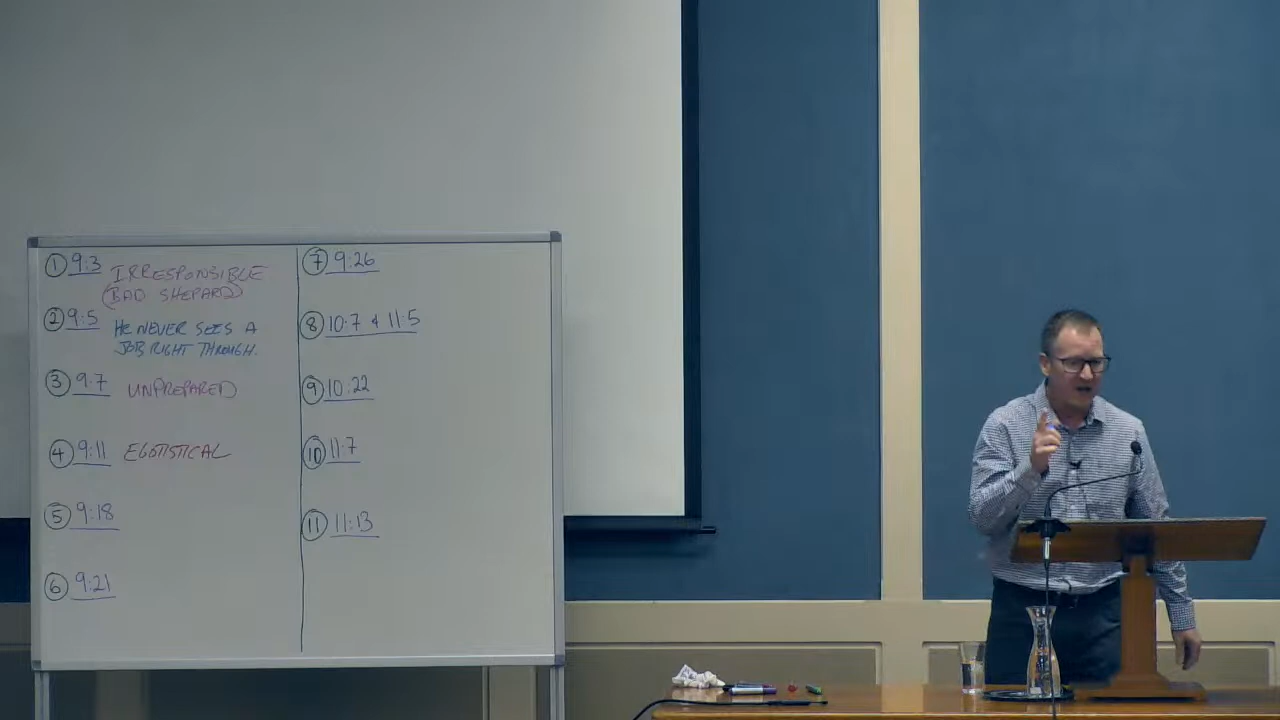 ① 9:3 IRRESPONSIBLE
(BAD SHEPARD)
② 9:5 HE NEVER SEES A
JOB RIGHT THROUGH.
③ 9:7 UNPREPARED
④ 9:11 EGOTISTICAL
⑤ 9:18
⑥ 9:21
⑦ 9:26
⑧ 10:7 & 11:5
⑨ 10:22
⑩ 11:7
⑪ 11:13